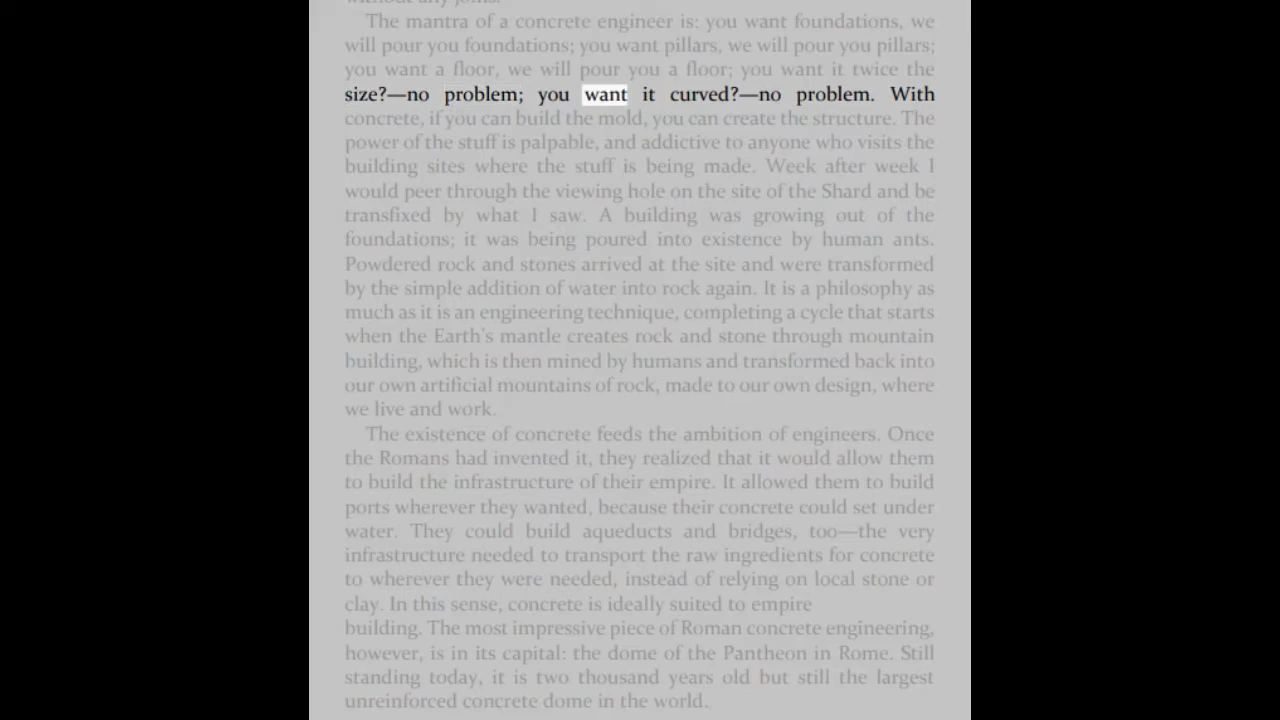 without any joins.
The mantra of a concrete engineer is: you want foundations, we
will pour you foundations; you want pillars, we will pour you pillars;
you want a floor, we will pour you a floor; you want it twice the
size?—no problem; you want it curved?—no problem. With
concrete, if you can build the mold, you can create the structure. The
power of the stuff is palpable, and addictive to anyone who visits the
building sites where the stuff is being made. Week after week I
would peer through the viewing hole on the site of the Shard and be
transfixed by what I saw. A building was growing out of the
foundations; it was being poured into existence by human ants.
Powdered rock and stones arrived at the site and were transformed
by the simple addition of water into rock again. It is a philosophy as
much as it is an engineering technique, completing a cycle that starts
when the Earth's mantle creates rock and stone through mountain
building, which is then mined by humans and transformed back into
our own artificial mountains of rock, made to our own design, where
we live and work.
The existence of concrete feeds the ambition of engineers. Once
the Romans had invented it, they realized that it would allow them
to build the infrastructure of their empire. It allowed them to build
ports wherever they wanted, because their concrete could set under
water. They could build aqueducts and bridges, too—the very
infrastructure needed to transport the raw ingredients for concrete
to wherever they were needed, instead of relying on local stone or
clay. In this sense, concrete is ideally suited to empire
building. The most impressive piece of Roman concrete engineering,
however, is in its capital: the dome of the Pantheon in Rome. Still
standing today, it is two thousand years old but still the largest
unreinforced concrete dome in the world.